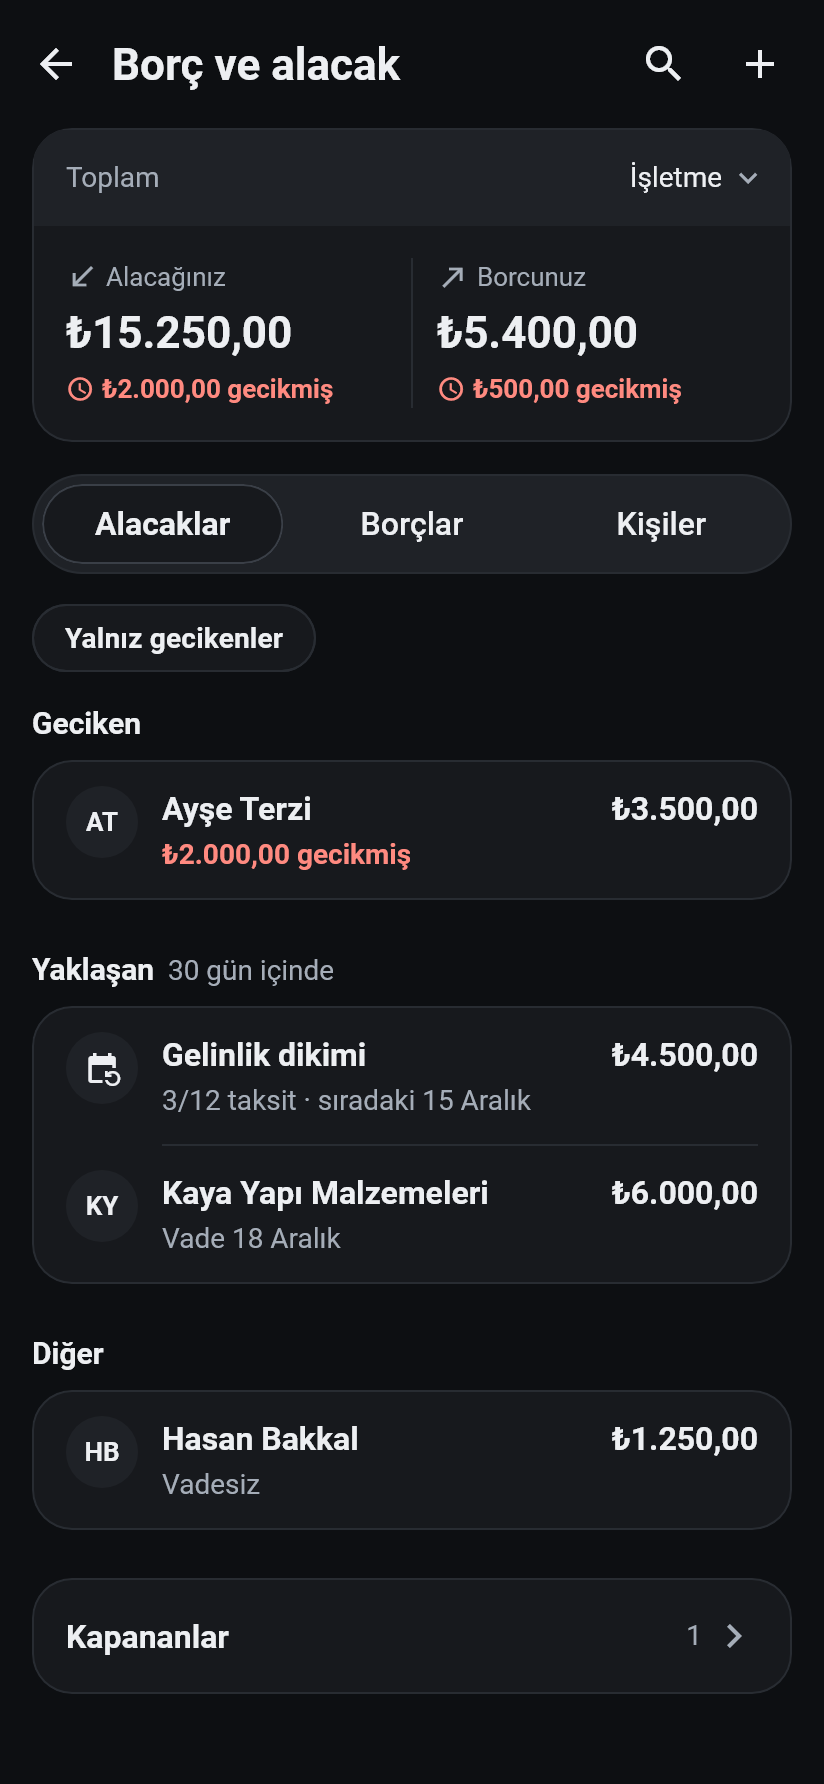 Borç ve alacak
Toplam
İşletme
Alacağınız
₺15.250,00
₺2.000,00 gecikmiş
Borcunuz
₺5.400,00
₺500,00 gecikmiş
Alacaklar
Borçlar
Kişiler
Yalnız gecikenler
Geciken
AT
Ayşe Terzi
₺3.500,00
₺2.000,00 gecikmiş
Yaklaşan 30 gün içinde
Gelinlik dikimi
₺4.500,00
3/12 taksit · sıradaki 15 Aralık
KY
Kaya Yapı Malzemeleri
₺6.000,00
Vade 18 Aralık
Diğer
HB
Hasan Bakkal
₺1.250,00
Vadesiz
Kapananlar
1